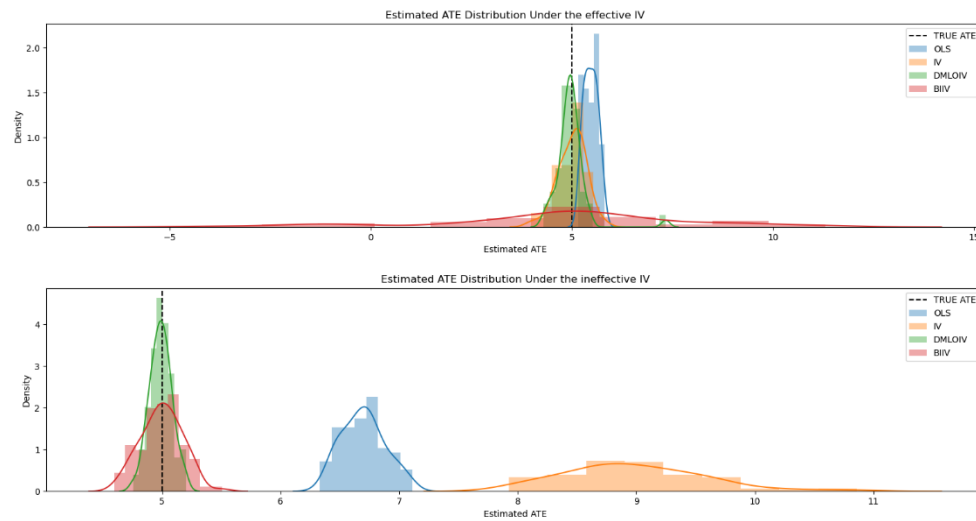 Estimated ATE Distribution Under the effective IV
TRUE ATE
OLS
IV
DMLOIV
BIIV
Density
2.0
1.5
1.0
0.5
0.0
−5
0
5
10
15
Estimated ATE
Estimated ATE Distribution Under the ineffective IV
TRUE ATE
OLS
IV
DMLOIV
BIIV
Density
4
3
2
1
0
5
6
7
8
9
10
11
Estimated ATE